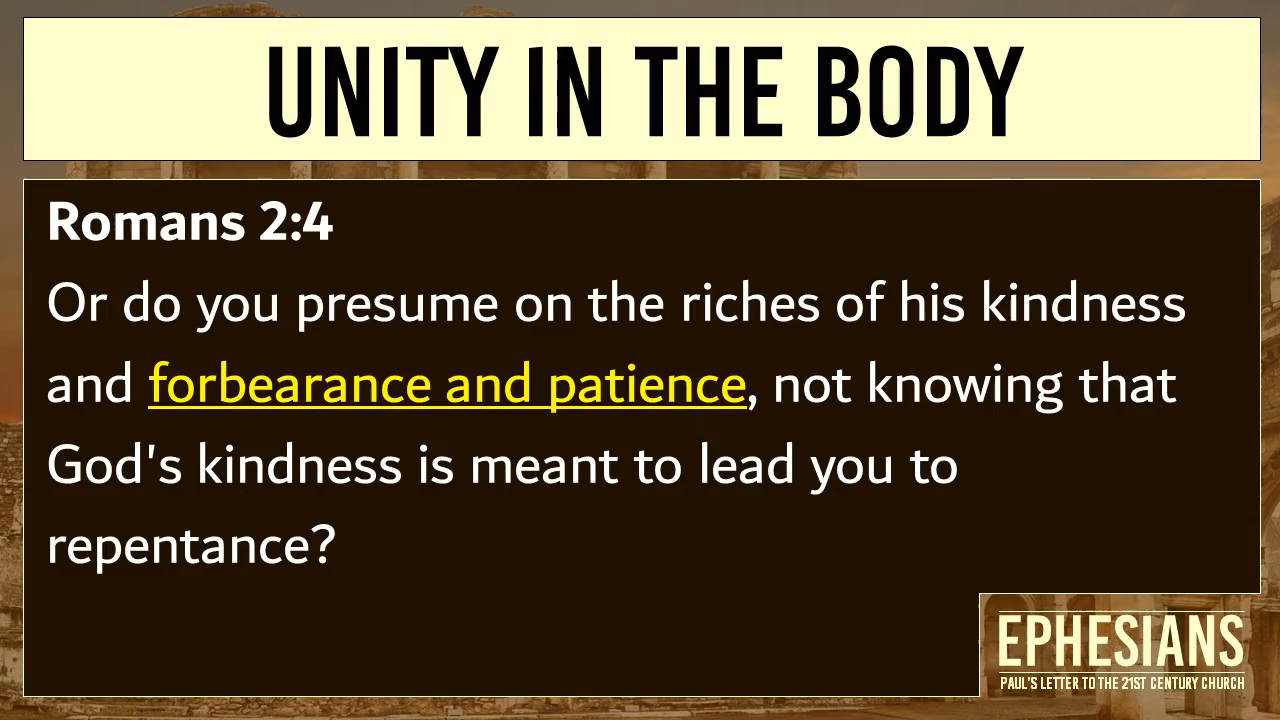 UNITY IN THE BODY
Romans 2:4
Or do you presume on the riches of his kindness
and forbearance and patience, not knowing that
God's kindness is meant to lead you to
repentance?
EPHESIANS
PAUL'S LETTER TO THE 21ST CENTURY CHURCH